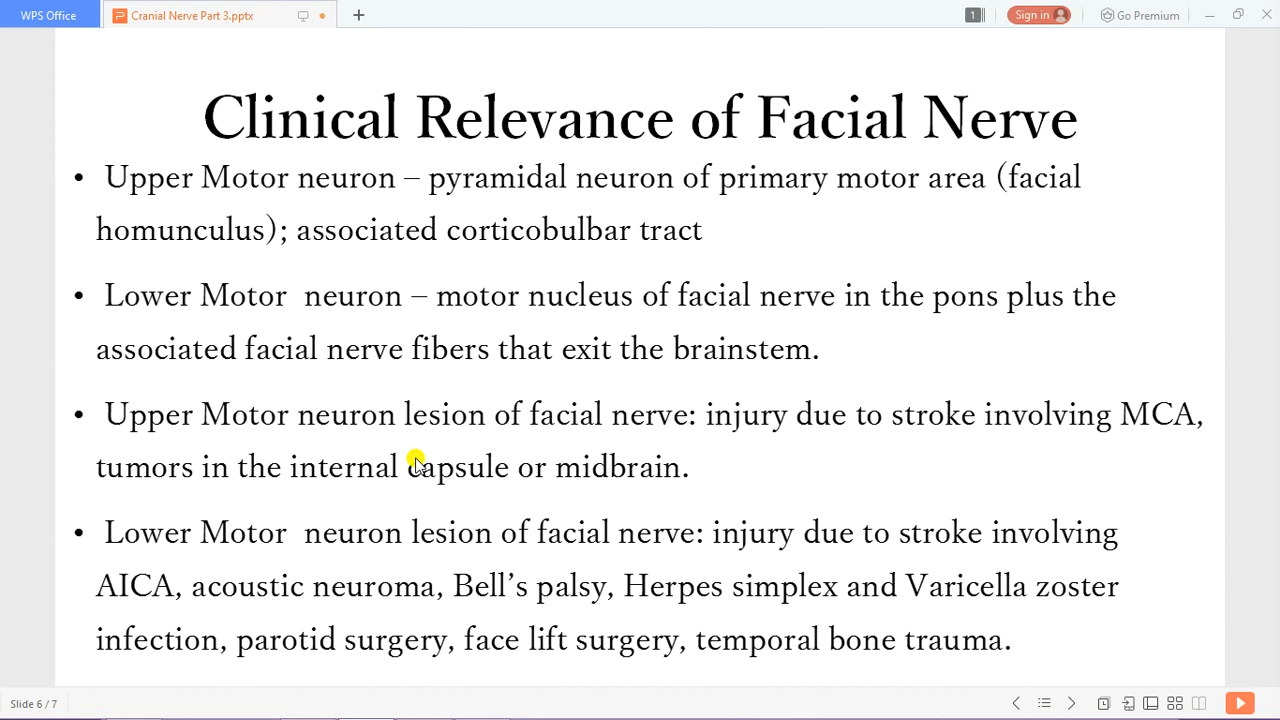 WPS Office
Cranial Nerve Part 3.pptx
1
Sign in
Go Premium
Clinical Relevance of Facial Nerve
• Upper Motor neuron – pyramidal neuron of primary motor area (facial
homunculus); associated corticobulbar tract
• Lower Motor neuron – motor nucleus of facial nerve in the pons plus the
associated facial nerve fibers that exit the brainstem.
• Upper Motor neuron lesion of facial nerve: injury due to stroke involving MCA,
tumors in the internal capsule or midbrain.
• Lower Motor neuron lesion of facial nerve: injury due to stroke involving
AICA, acoustic neuroma, Bell's palsy, Herpes simplex and Varicella zoster
infection, parotid surgery, face lift surgery, temporal bone trauma.
Slide 6 / 7